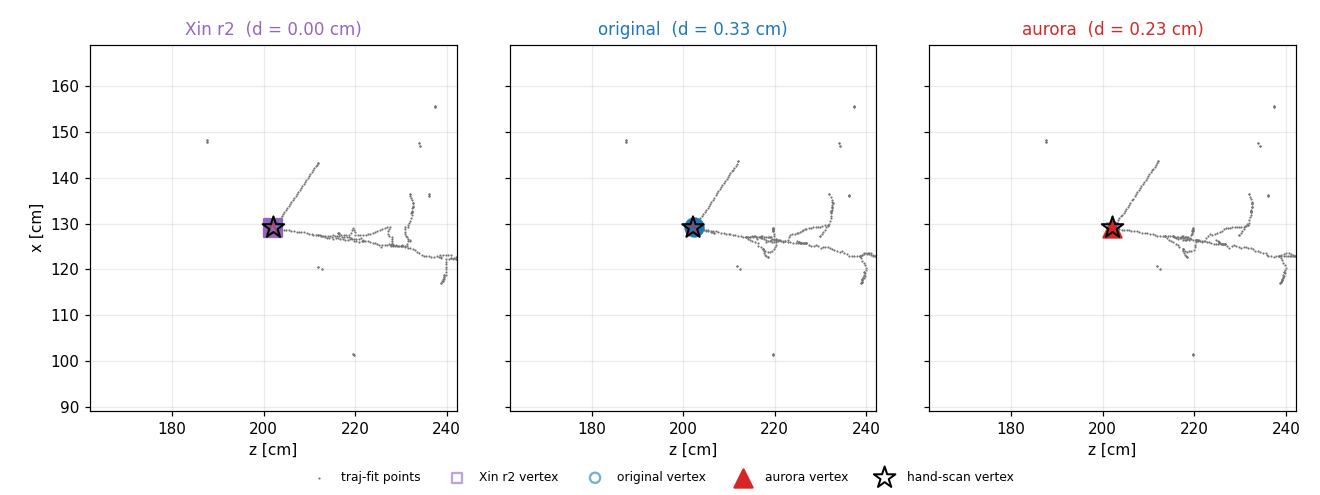 Xin r2  (d = 0.00 cm)
original  (d = 0.33 cm)
aurora  (d = 0.23 cm)
x [cm]
160
150
140
130
120
110
100
90
180 200 220 240
180 200 220 240
180 200 220 240
z [cm]
z [cm]
z [cm]
traj-fit points
Xin r2 vertex
original vertex
aurora vertex
hand-scan vertex